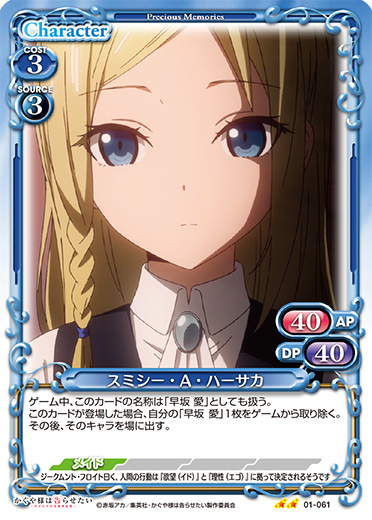 Precious Memories
Character
COST
3
SOURCE
3
40 AP
DP 40
スミシー・A・ハーサカ
ゲーム中、このカードの名称は「早坂 愛」としても扱う。
このカードが登場した場合、自分の「早坂 愛」1枚をゲームから取り除く。
その後、そのキャラを場に出す。
メイド
ジークムント・フロイト曰く、人間の行動は『欲望（イド）』と『理性（エゴ）』に拠って決定されるそうです
かぐや様は告らせたい
©赤坂アカ／集英社・かぐや様は告らせたい製作委員会
01-061